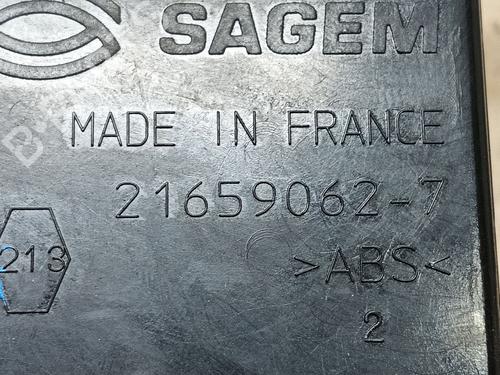 SAGEM
MADE IN FRANCE
21659062-7
213
>ABS<
2